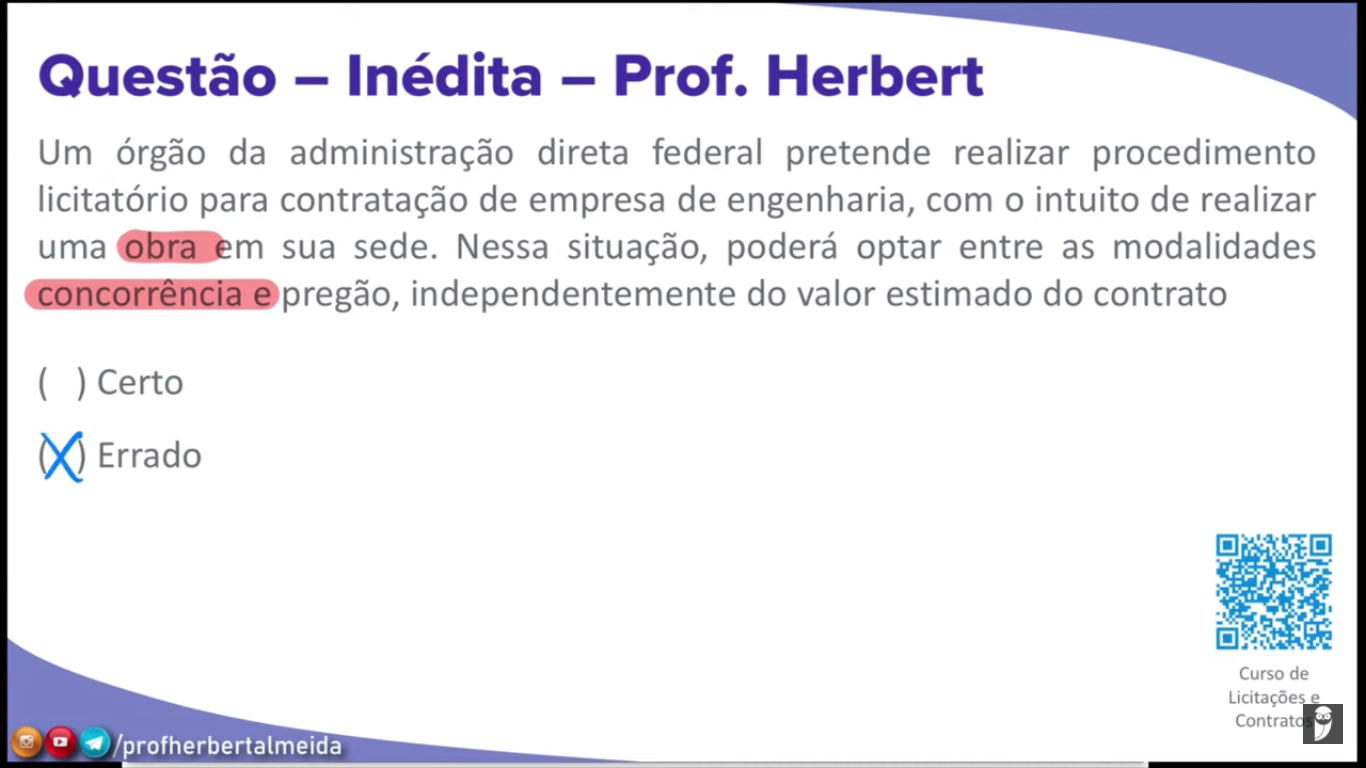 Questão – Inédita – Prof. Herbert
Um órgão da administração direta federal pretende realizar procedimento
licitatório para contratação de empresa de engenharia, com o intuito de realizar
uma obra em sua sede. Nessa situação, poderá optar entre as modalidades
concorrência e pregão, independentemente do valor estimado do contrato
( ) Certo
(X) Errado
Curso de
Licitações e
Contratos
/profherbertalmeida